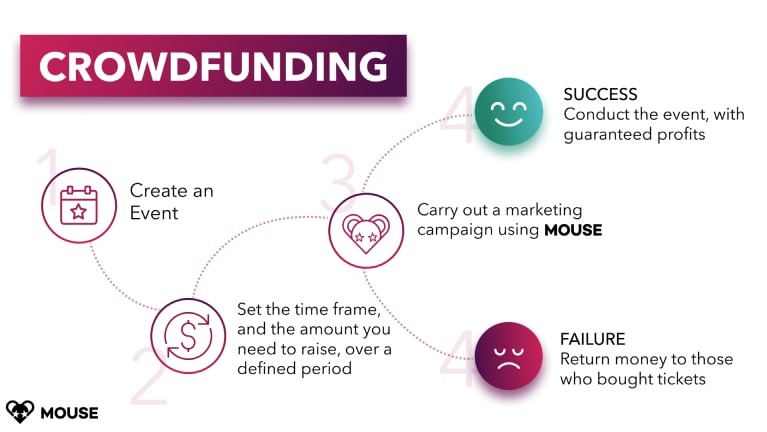 CROWDFUNDING
1
Create an
Event
2
$
Set the time frame,
and the amount you
need to raise, over a
defined period
3
Carry out a marketing
campaign using MOUSE
4
SUCCESS
Conduct the event, with
guaranteed profits
4
FAILURE
Return money to those
who bought tickets
MOUSE